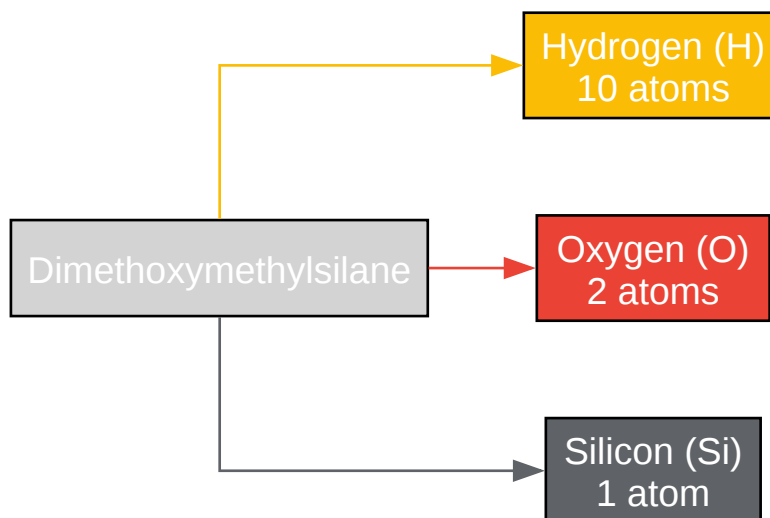 Hydrogen (H)
10 atoms
Dimethoxymethylsilane
Oxygen (O)
2 atoms
Silicon (Si)
1 atom